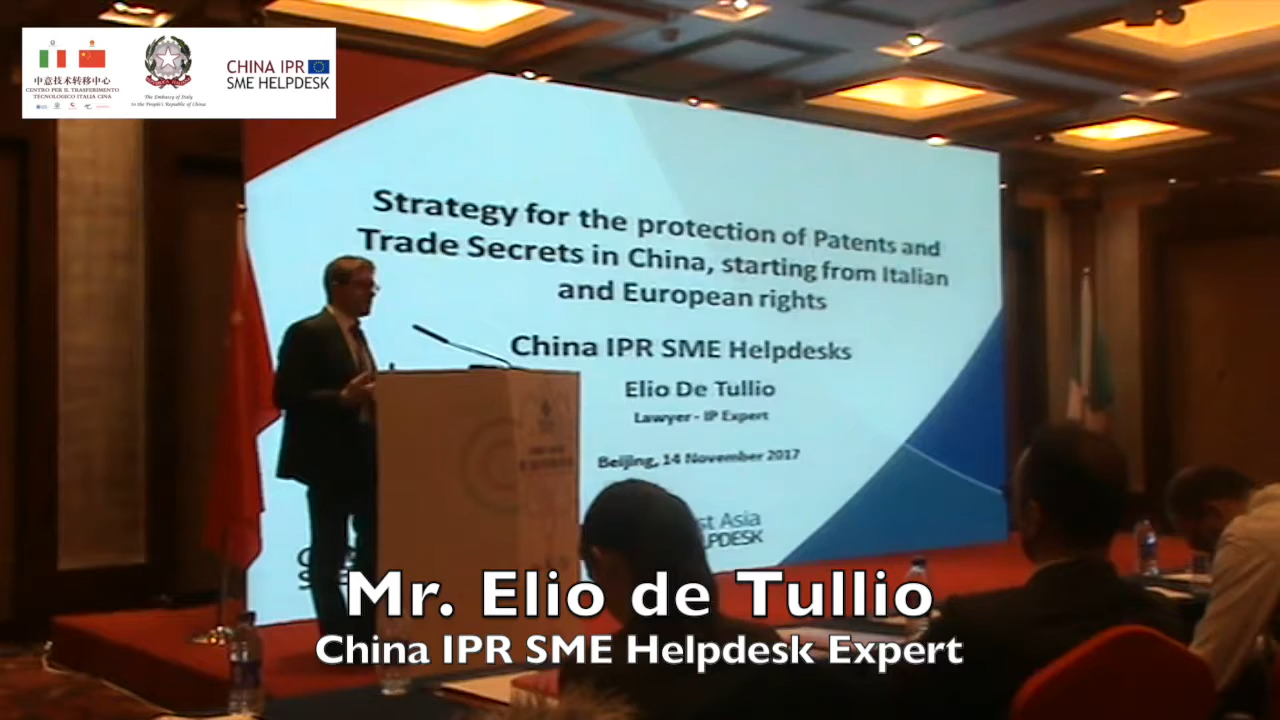 中意技术转移中心
CENTRO PER IL TRASFERIMENTO
TECNOLOGICO ITALIA CINA
The Embassy of Italy
to the People's Republic of China
CHINA IPR
SME HELPDESK
Strategy for the protection of Patents and
Trade Secrets in China, starting from Italian
and European rights
China IPR SME Helpdesks
Elio De Tullio
Lawyer - IP Expert
Beijing, 14 November 2017
st Asia
LPDESK
Mr. Elio de Tullio
China IPR SME Helpdesk Expert